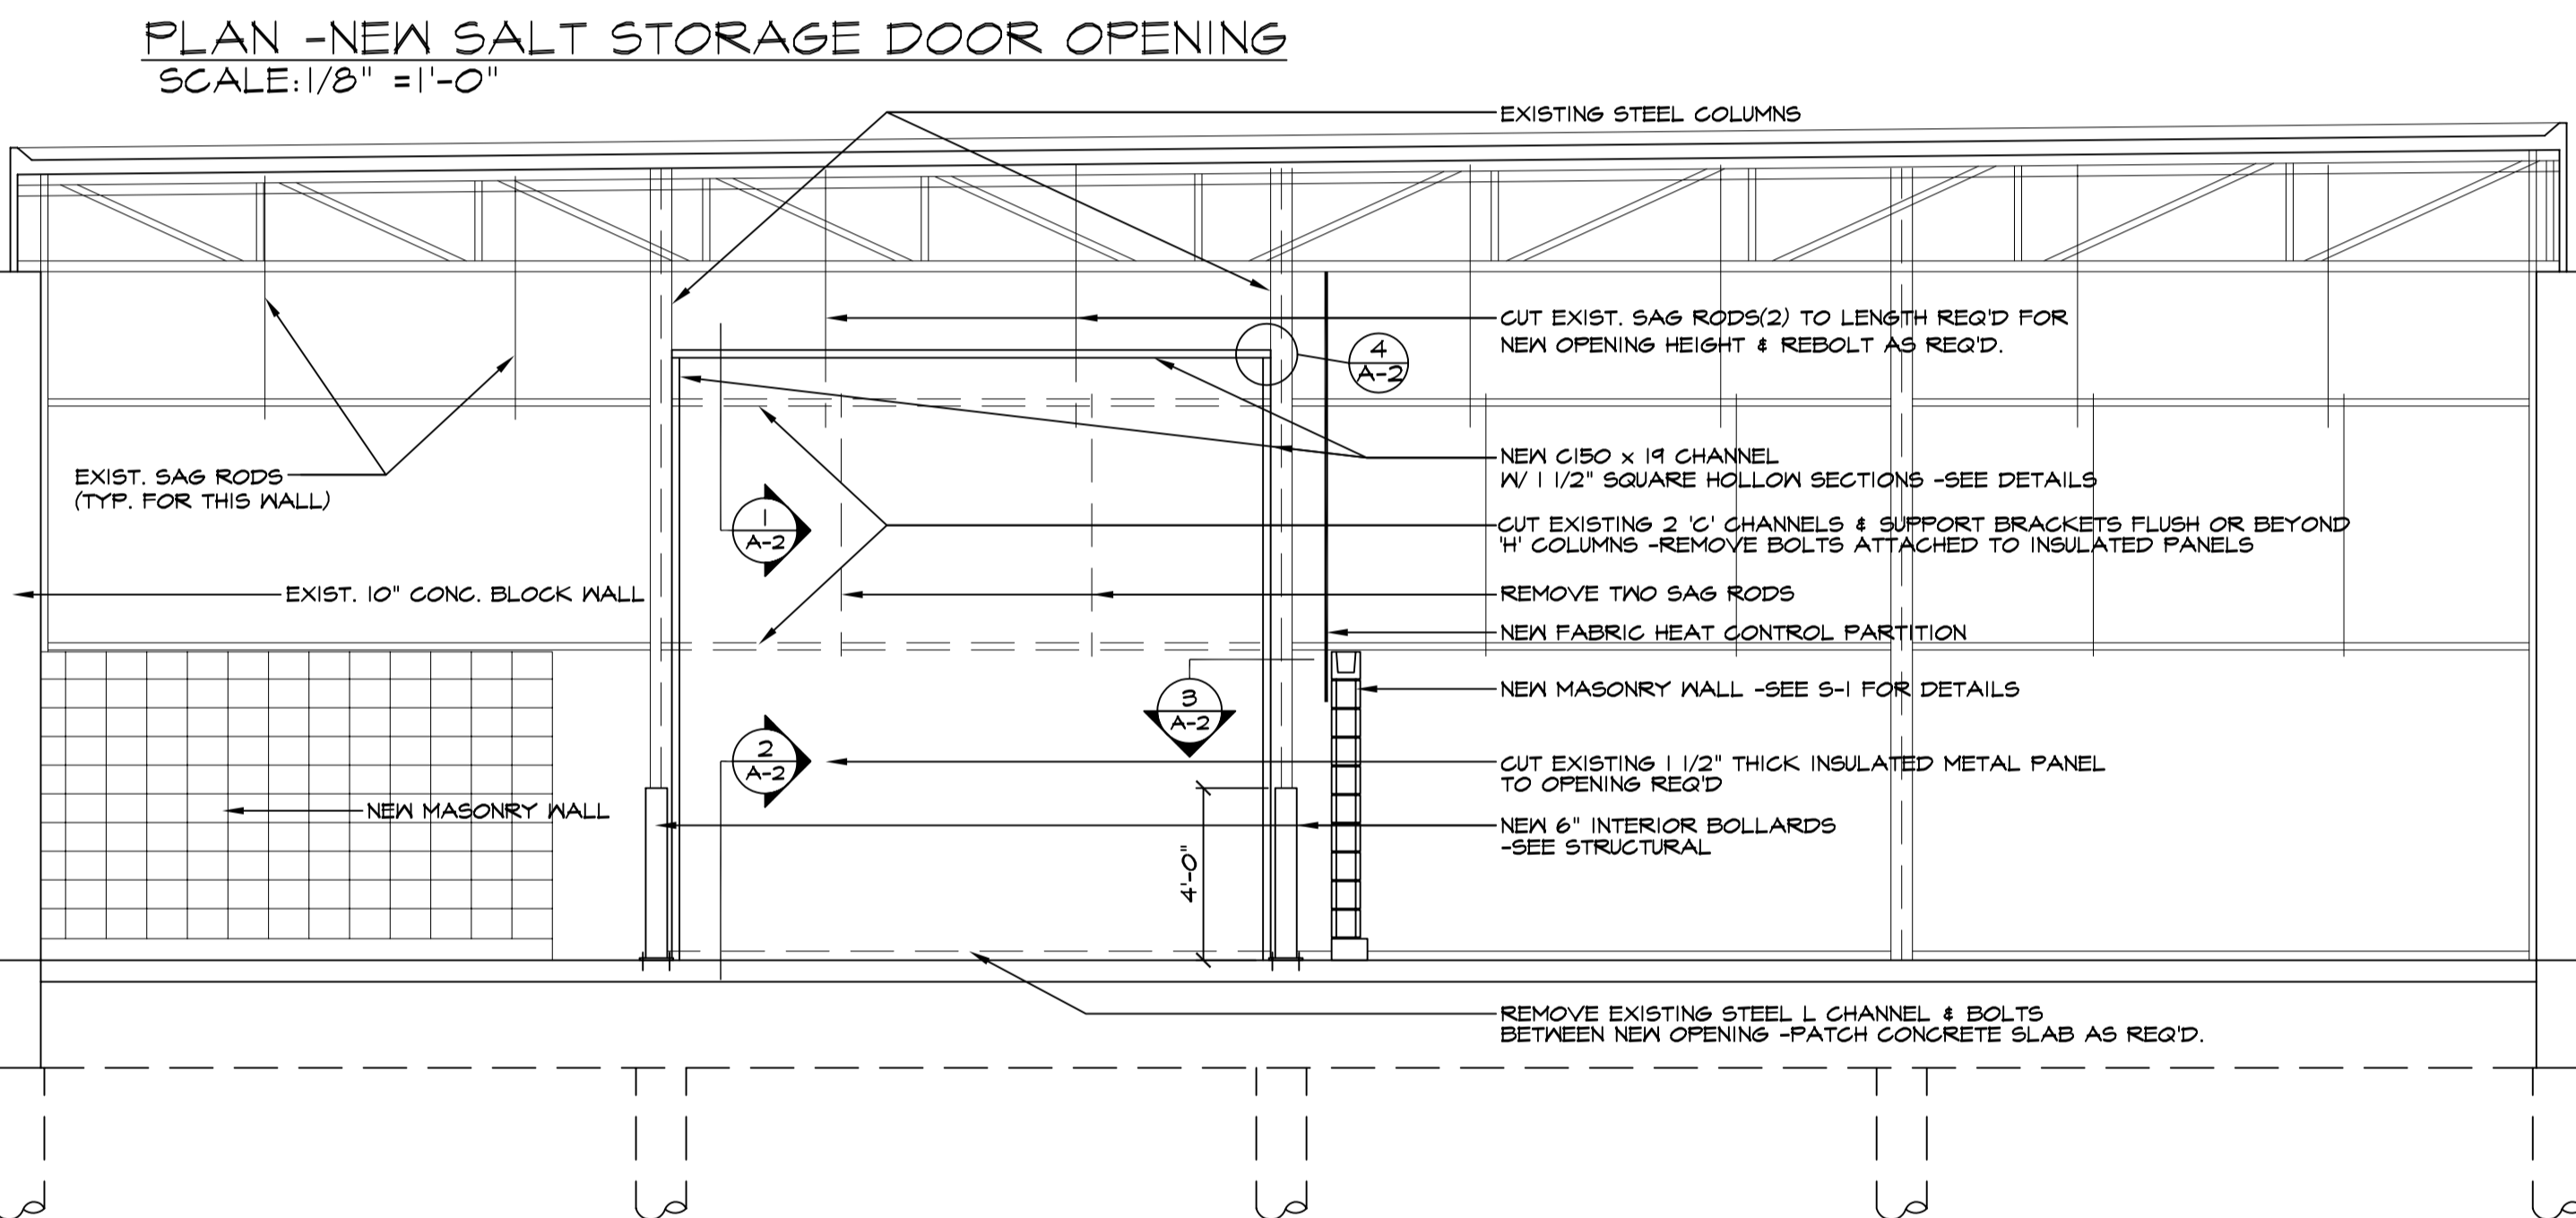 PLAN -NEW SALT STORAGE DOOR OPENING
SCALE:1/8" =1'-0"
EXISTING STEEL COLUMNS
CUT EXIST. SAG RODS(2) TO LENGTH REQ'D FOR
NEW OPENING HEIGHT & REBOLT AS REQ'D.
4
A-2
NEW C150 x 19 CHANNEL
W/ 1 1/2" SQUARE HOLLOW SECTIONS -SEE DETAILS
EXIST. SAG RODS
(TYP. FOR THIS WALL)
1
A-2
CUT EXISTING 2 'C' CHANNELS & SUPPORT BRACKETS FLUSH OR BEYOND
'H' COLUMNS -REMOVE BOLTS ATTACHED TO INSULATED PANELS
EXIST. 10" CONC. BLOCK WALL
REMOVE TWO SAG RODS
NEW FABRIC HEAT CONTROL PARTITION
3
A-2
NEW MASONRY WALL -SEE S-1 FOR DETAILS
2
A-2
CUT EXISTING 1 1/2" THICK INSULATED METAL PANEL
TO OPENING REQ'D
NEW MASONRY WALL
NEW 6" INTERIOR BOLLARDS
-SEE STRUCTURAL
4'-0"
REMOVE EXISTING STEEL L CHANNEL & BOLTS
BETWEEN NEW OPENING -PATCH CONCRETE SLAB AS REQ'D.